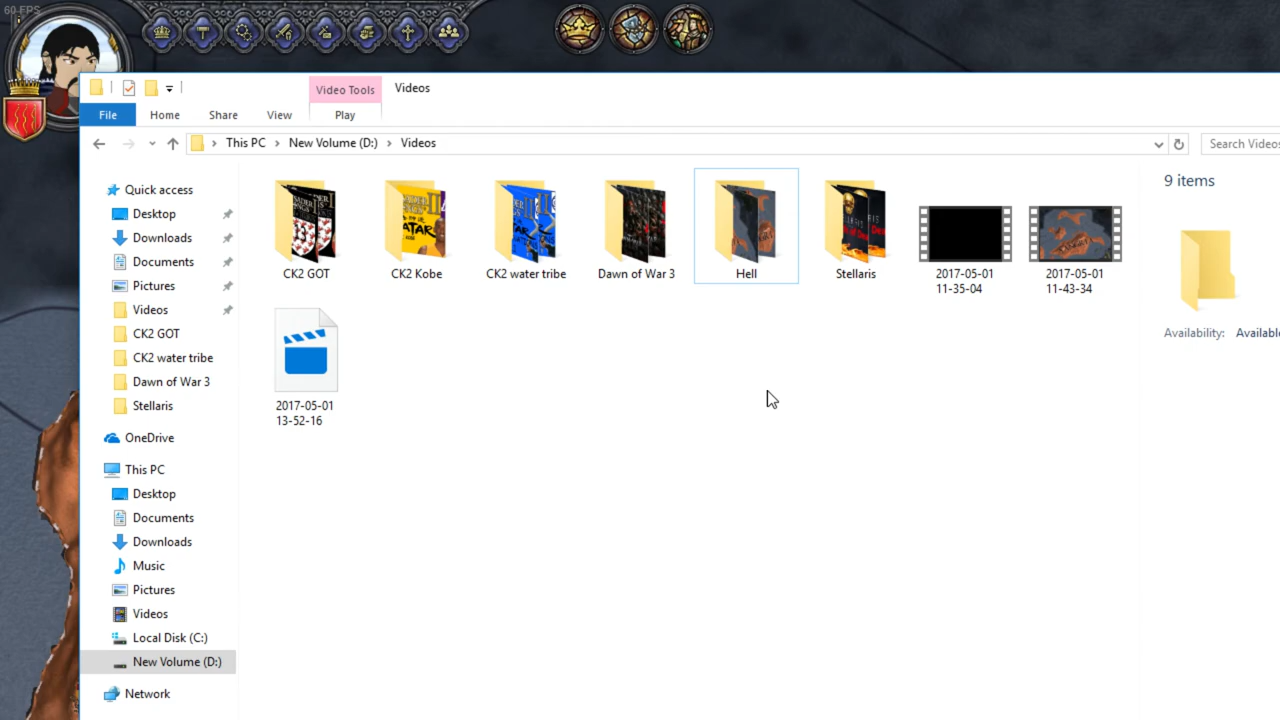 60 FPS
Video Tools
Videos
File
Home
Share
View
Play
This PC
New Volume (D:)
Videos
Search Videos
9 items
Quick access
Desktop
Downloads
Documents
Pictures
Videos
CK2 GOT
CK2 water tribe
Dawn of War 3
Stellaris
OneDrive
This PC
Desktop
Documents
Downloads
Music
Pictures
Videos
Local Disk (C:)
New Volume (D:)
Network
CK2 GOT
CK2 Kobe
CK2 water tribe
Dawn of War 3
Hell
Stellaris
2017-05-01
11-35-04
2017-05-01
11-43-34
2017-05-01
13-52-16
Availability: